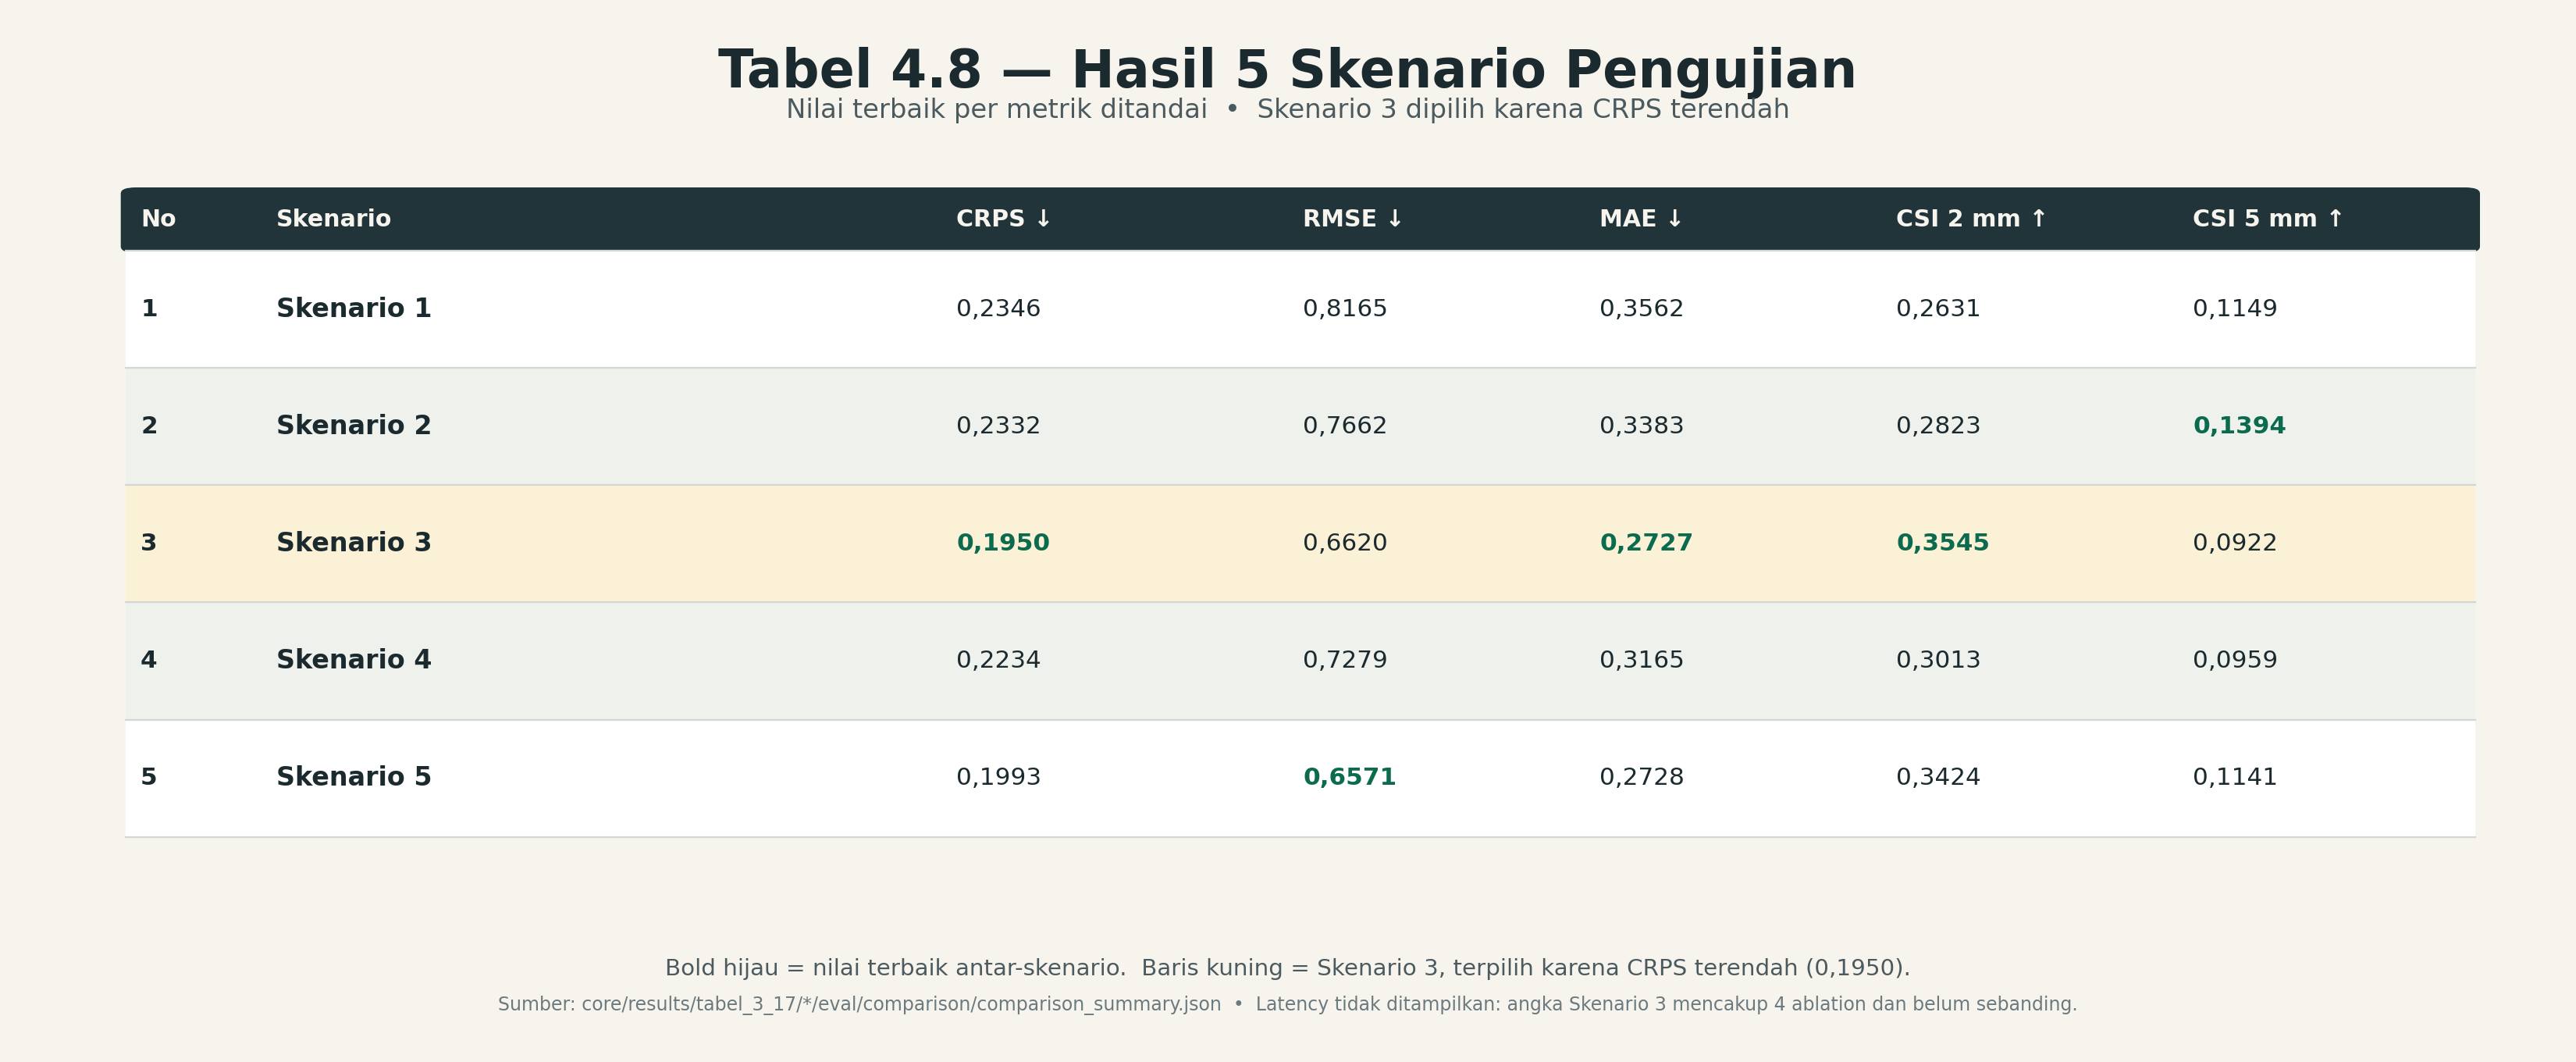 Tabel 4.8 — Hasil 5 Skenario Pengujian
Nilai terbaik per metrik ditandai • Skenario 3 dipilih karena CRPS terendah
No Skenario CRPS ↓ RMSE ↓ MAE ↓ CSI 2 mm ↑ CSI 5 mm ↑
1 Skenario 1 0,2346 0,8165 0,3562 0,2631 0,1149
2 Skenario 2 0,2332 0,7662 0,3383 0,2823 0,1394
3 Skenario 3 0,1950 0,6620 0,2727 0,3545 0,0922
4 Skenario 4 0,2234 0,7279 0,3165 0,3013 0,0959
5 Skenario 5 0,1993 0,6571 0,2728 0,3424 0,1141
Bold hijau = nilai terbaik antar-skenario. Baris kuning = Skenario 3, terpilih karena CRPS terendah (0,1950).
Sumber: core/results/tabel_3_17/*/eval/comparison/comparison_summary.json • Latency tidak ditampilkan: angka Skenario 3 mencakup 4 ablation dan belum sebanding.